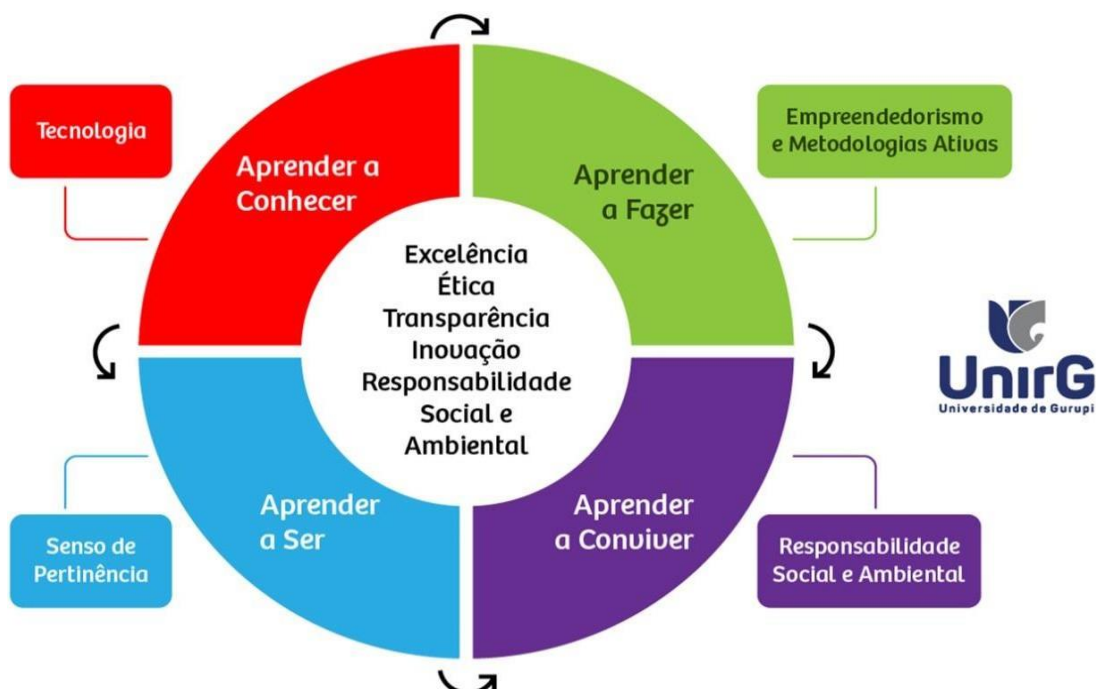 Tecnologia
Aprender a
Conhecer
Aprender
a Fazer
Empreendedorismo
e Metodologias Ativas
Excelência
Ética
Transparência
Inovação
Responsabilidade
Social e
Ambiental
UnirG
Universidade de Gurupi
Aprender
a Ser
Aprender
a Conviver
Senso de
Pertinência
Responsabilidade
Social e Ambiental